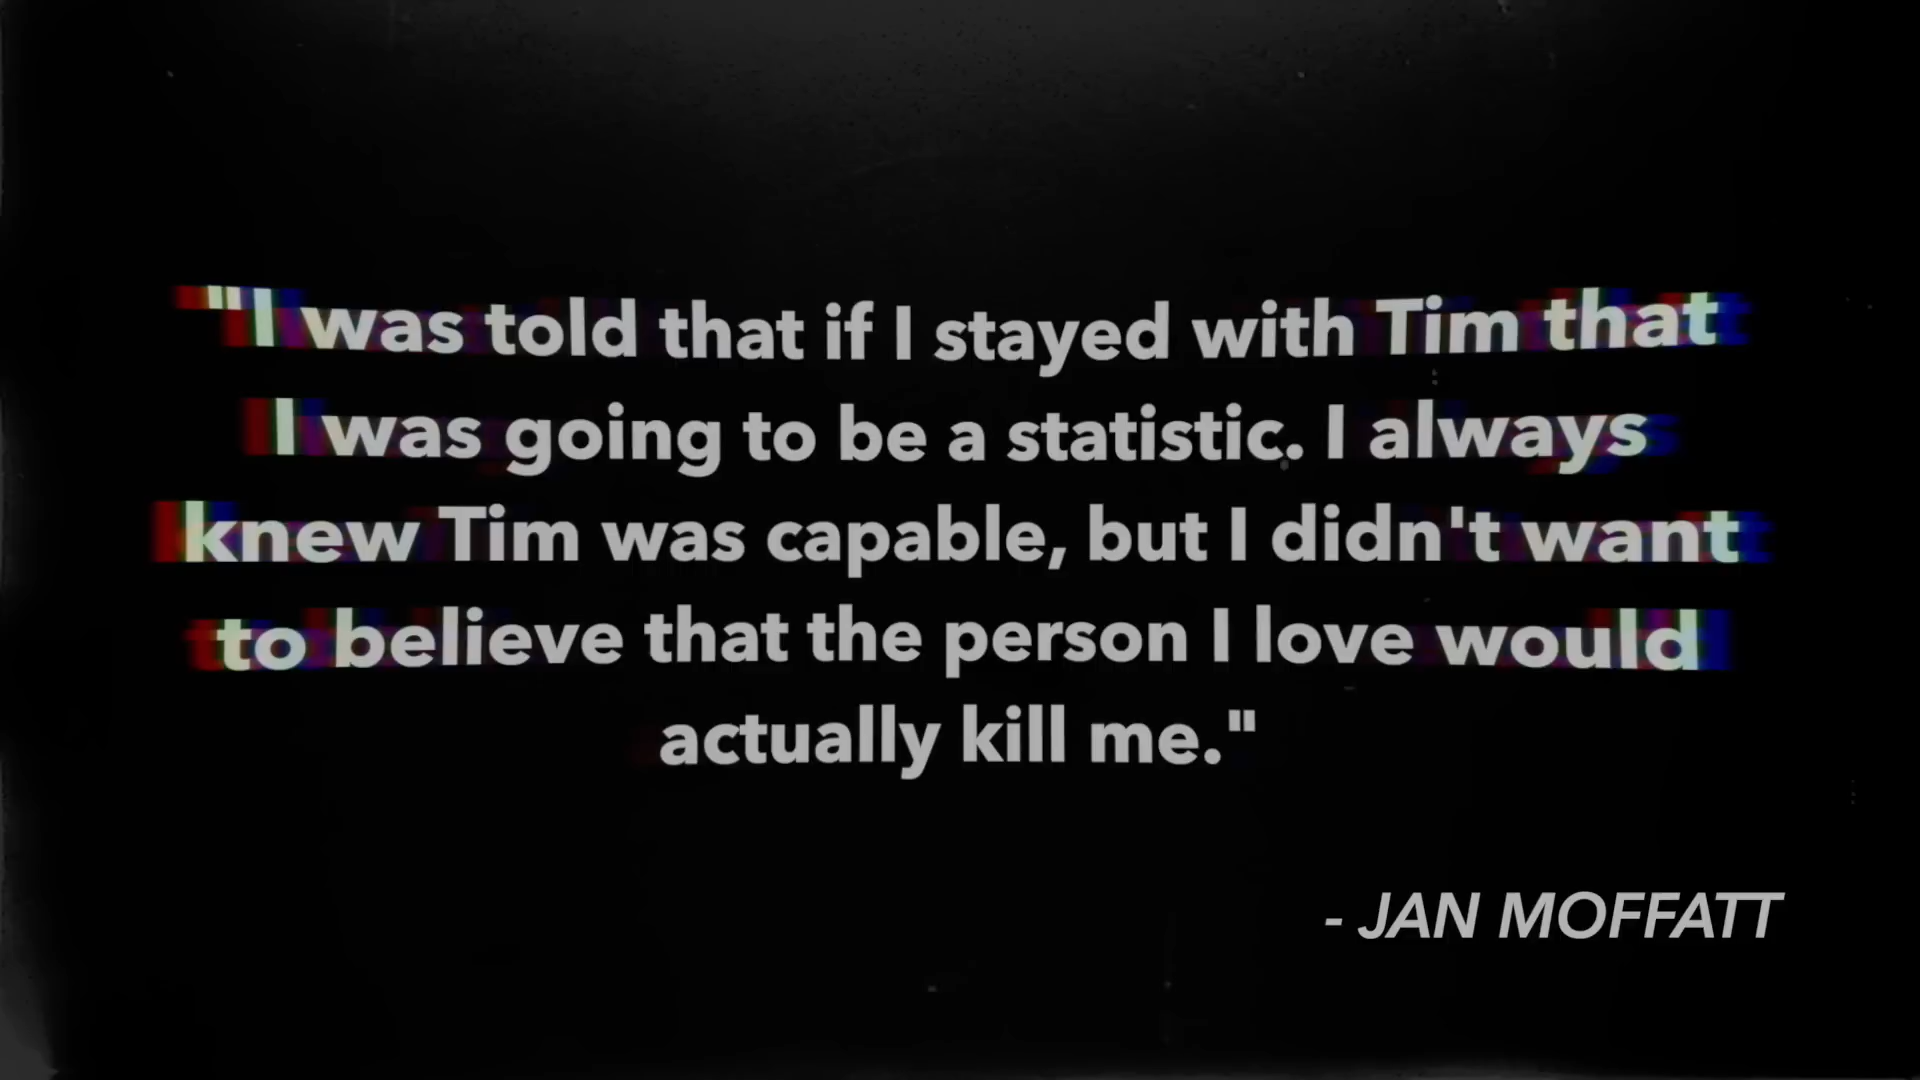 "I was told that if I stayed with Tim that
I was going to be a statistic. I always
knew Tim was capable, but I didn't want
to believe that the person I love would
actually kill me."
- JAN MOFFATT